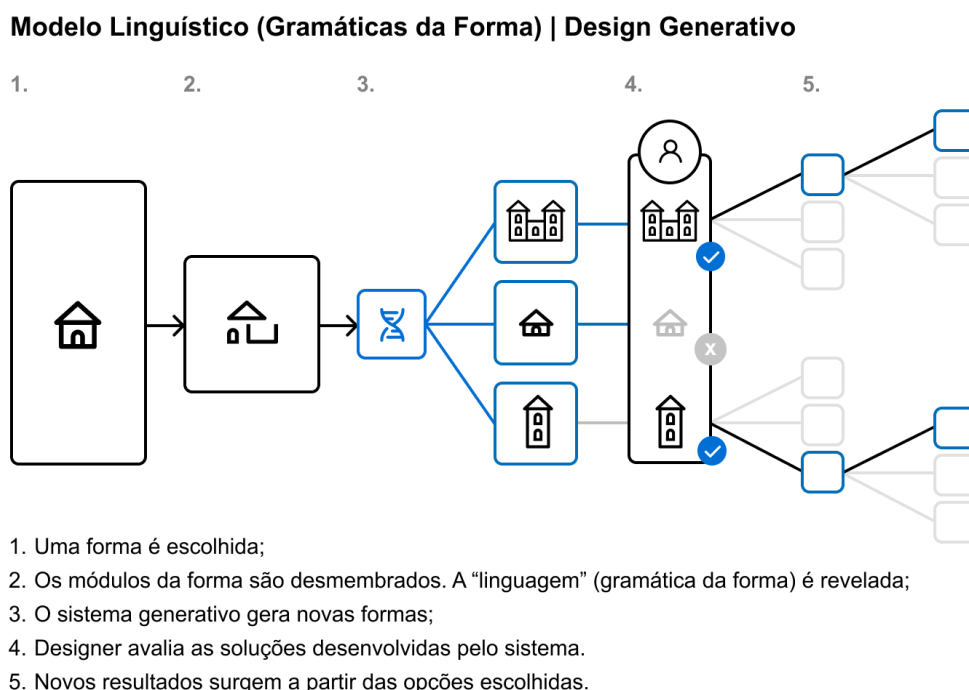 Modelo Linguístico (Gramáticas da Forma) | Design Generativo
1. 2. 3. 4. 5.
x
1. Uma forma é escolhida;
2. Os módulos da forma são desmembrados. A “linguagem” (gramática da forma) é revelada;
3. O sistema generativo gera novas formas;
4. Designer avalia as soluções desenvolvidas pelo sistema.
5. Novos resultados surgem a partir das opções escolhidas.